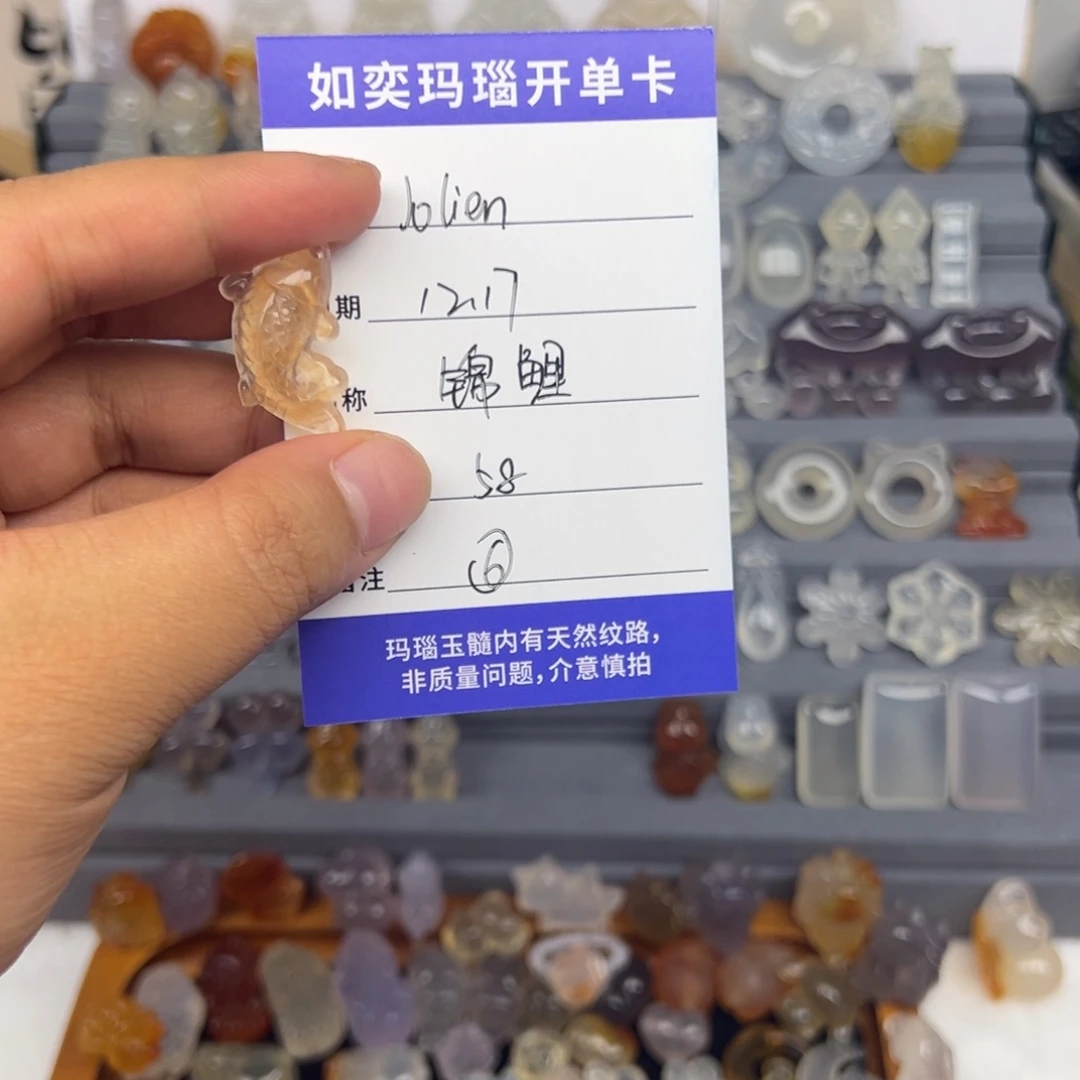 如奕玛瑙开单卡
Jolien
期 12.17
称 锦鲤
58
备注 ⑥
玛瑙玉髓内有天然纹路，
非质量问题，介意慎拍